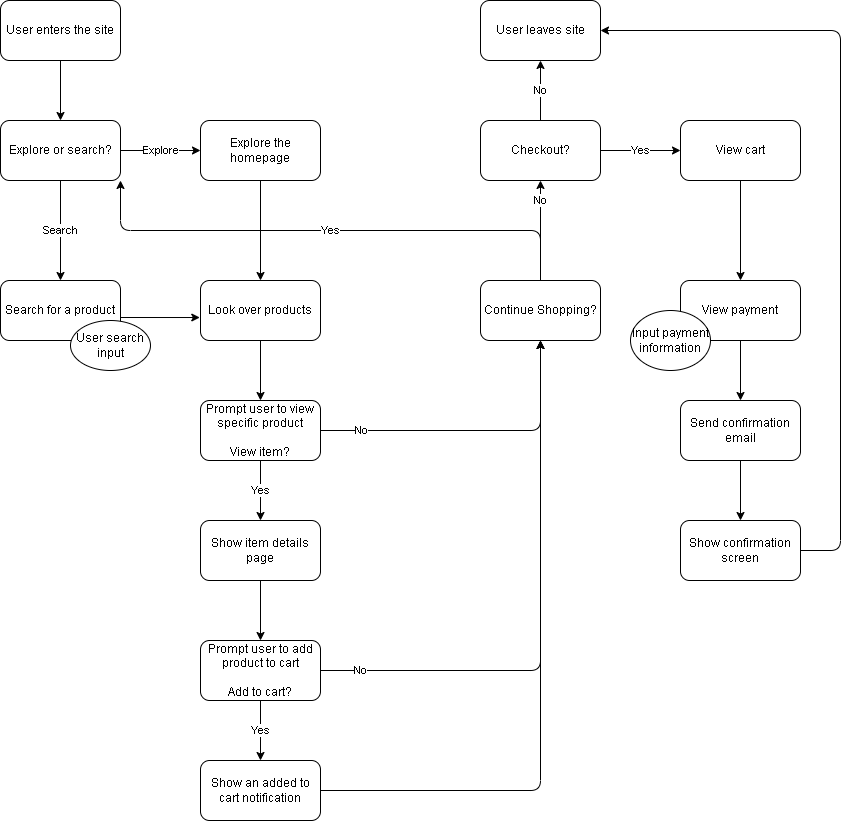 User enters the site
User leaves site
No
Explore or search?
Explore
Explore the
homepage
Checkout?
Yes
View cart
No
Search
Yes
Search for a product
User search
input
Look over products
Continue Shopping?
View payment
Input payment
information
Prompt user to view
specific product
View item?
No
Send confirmation
email
Yes
Show item details
page
Show confirmation
screen
Prompt user to add
product to cart
Add to cart?
No
Yes
Show an added to
cart notification